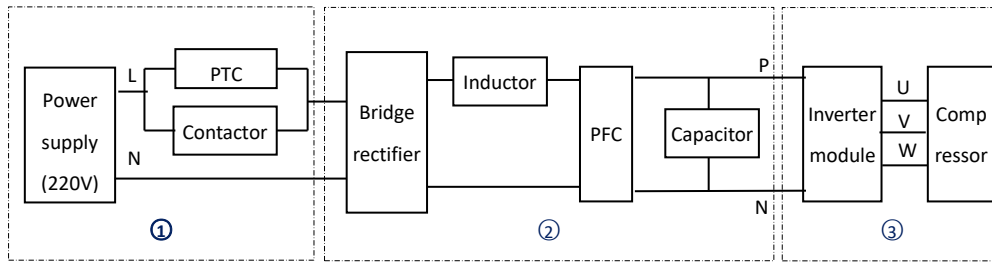 Power
supply
(220V)
L
N
PTC
Contactor
①
Bridge
rectifier
Inductor
PFC
Capacitor
P
N
②
Inverter
module
U
V
W
Comp
ressor
③